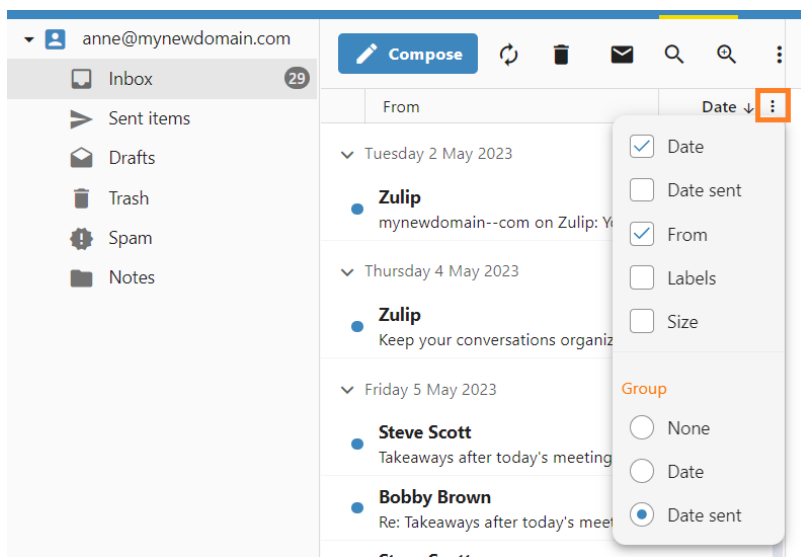 anne@mynewdomain.com
Inbox 29
Sent items
Drafts
Trash
Spam
Notes
Compose
From Date ↓
Tuesday 2 May 2023
Zulip
mynewdomain--com on Zulip:
Thursday 4 May 2023
Zulip
Keep your conversations
Friday 5 May 2023
Steve Scott
Takeaways after today's meeting
Bobby Brown
Re: Takeaways after today's
Date
Date sent
From
Labels
Size
Group
None
Date
Date sent